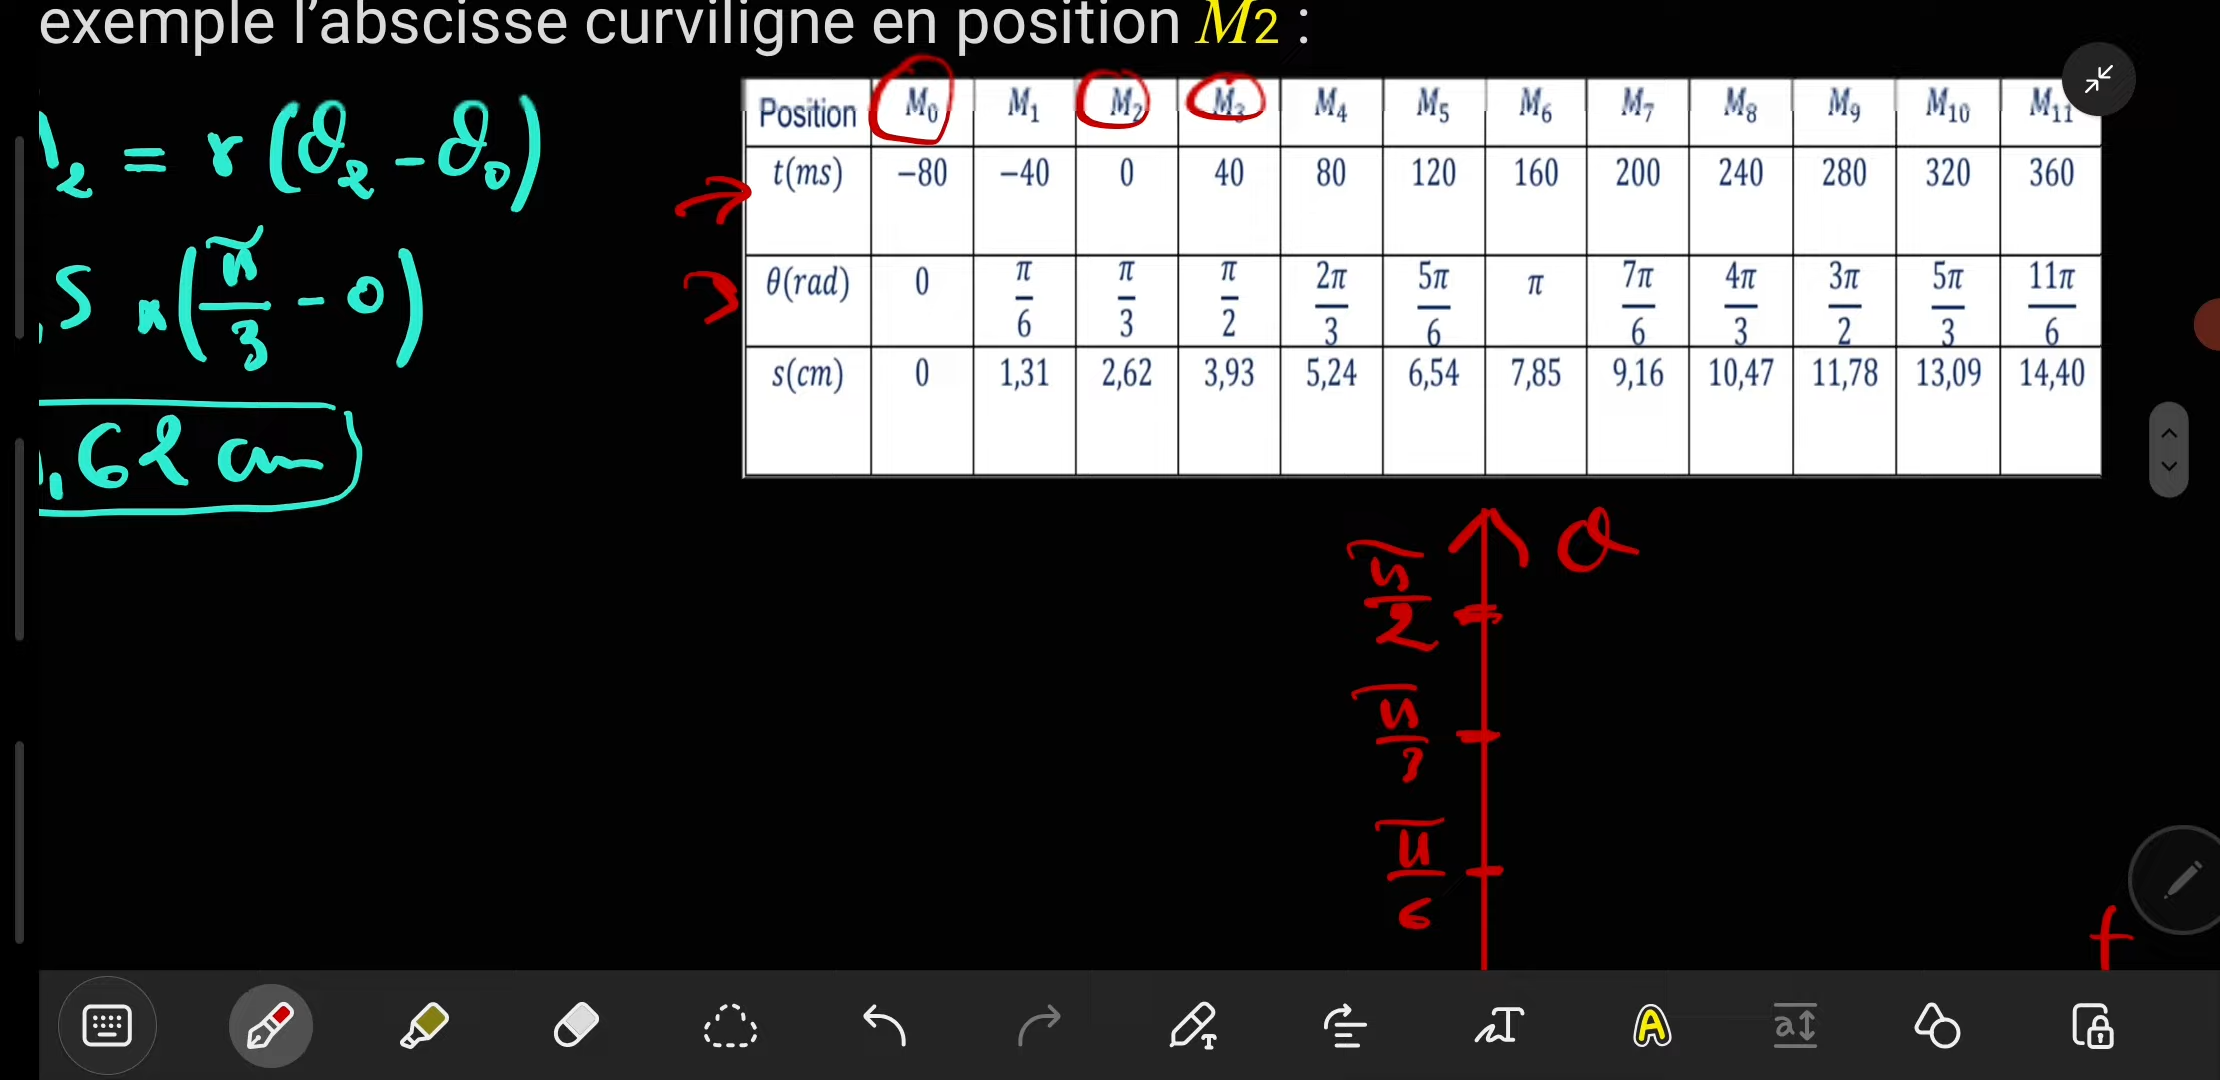 exemple l'abscisse curviligne en position M2 :
2 = r (θ2 - θ0)
,5 x (π/3 - 0)
,62 cm
Position M0 M1 M2 M3 M4 M5 M6 M7 M8 M9 M10 M11
t(ms) −80 −40 0 40 80 120 160 200 240 280 320 360
θ(rad) 0 π/6 π/3 π/2 2π/3 5π/6 π 7π/6 4π/3 3π/2 5π/3 11π/6
s(cm) 0 1,31 2,62 3,93 5,24 6,54 7,85 9,16 10,47 11,78 13,09 14,40
θ
π/2
π/3
π/6
t